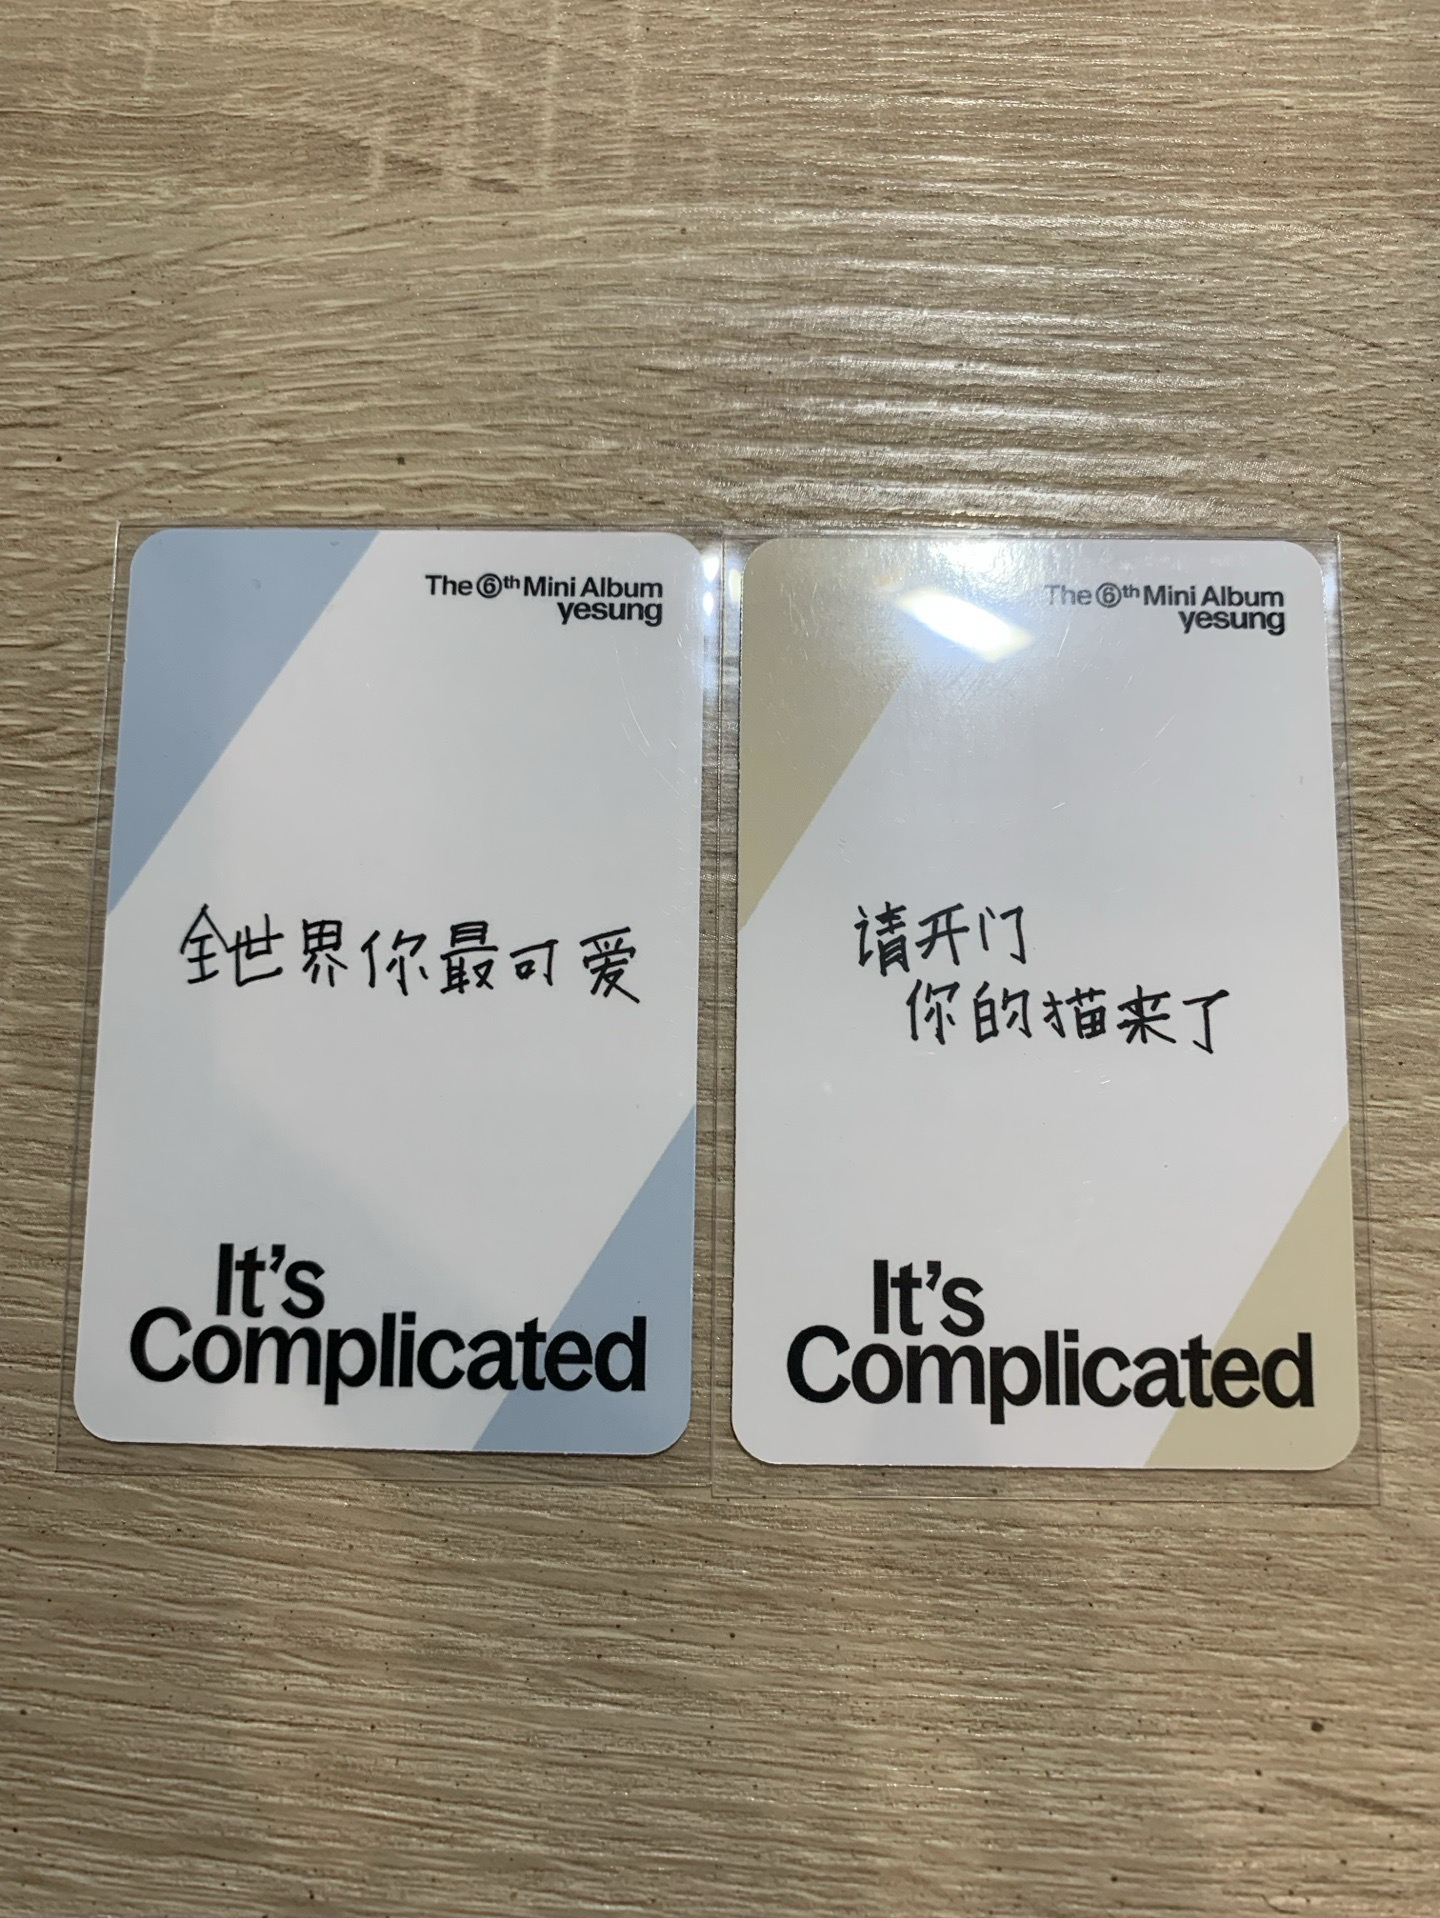 The ⑥th Mini Album
yesung
全世界你最可爱
It's
Complicated
The ⑥th Mini Album
yesung
请开门
你的描来了
It's
Complicated